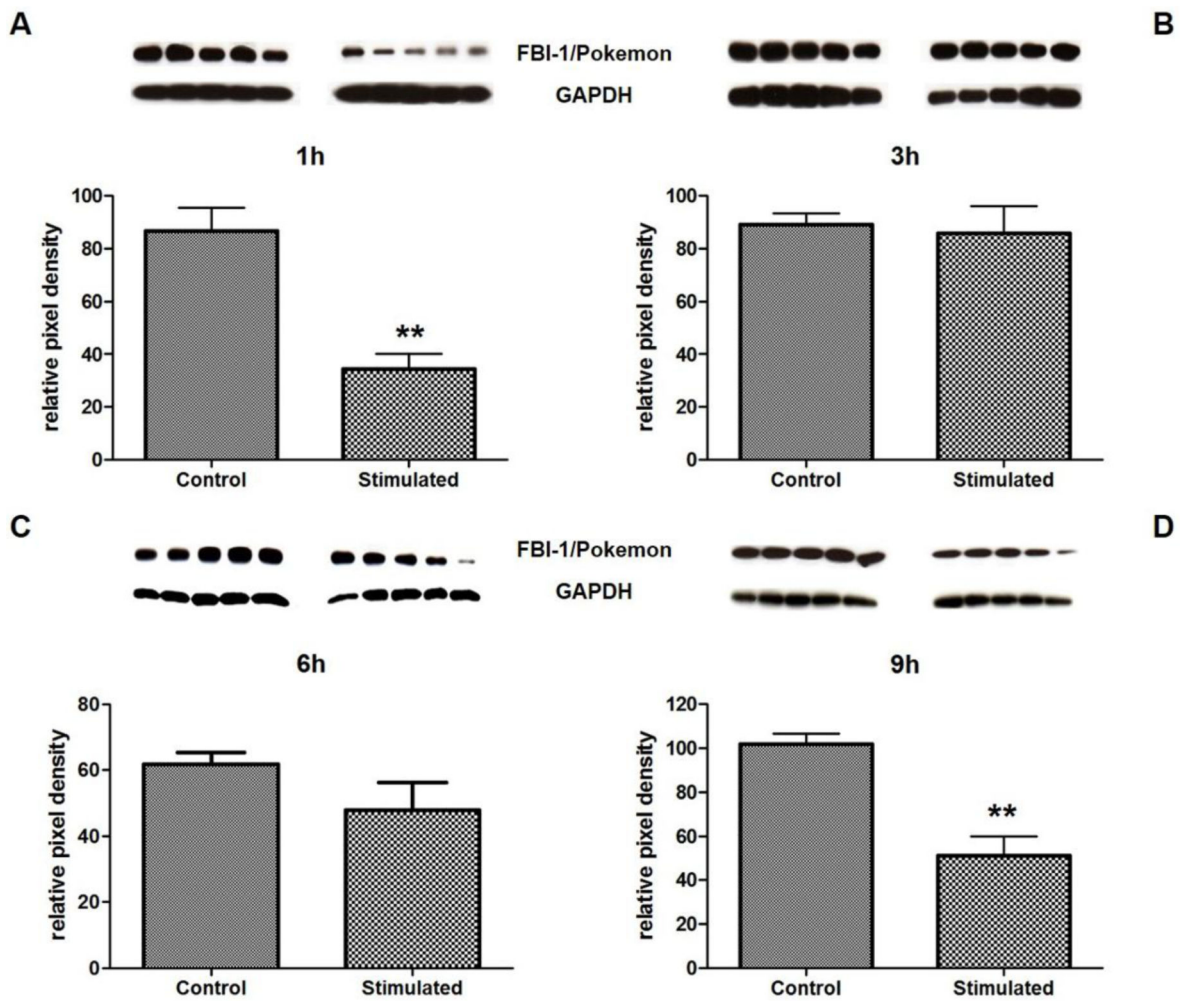 A
B
FBI-1/Pokemon
GAPDH
1h
3h
100
80
60
40
20
0
relative pixel density
**
Control
Stimulated
100
80
60
40
20
0
relative pixel density
Control
Stimulated
C
D
FBI-1/Pokemon
GAPDH
6h
9h
80
60
40
20
0
relative pixel density
Control
Stimulated
120
100
80
60
40
20
0
relative pixel density
**
Control
Stimulated